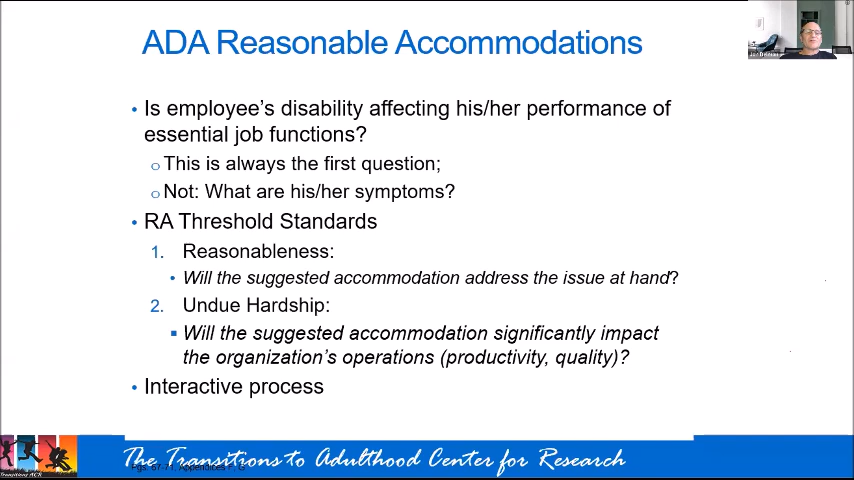 ADA Reasonable Accommodations
• Is employee's disability affecting his/her performance of
essential job functions?
o This is always the first question;
o Not: What are his/her symptoms?
• RA Threshold Standards
1. Reasonableness:
• Will the suggested accommodation address the issue at hand?
2. Undue Hardship:
▪ Will the suggested accommodation significantly impact
the organization's operations (productivity, quality)?
• Interactive process
The Transitions to Adulthood Center for Research
Transitions ACR